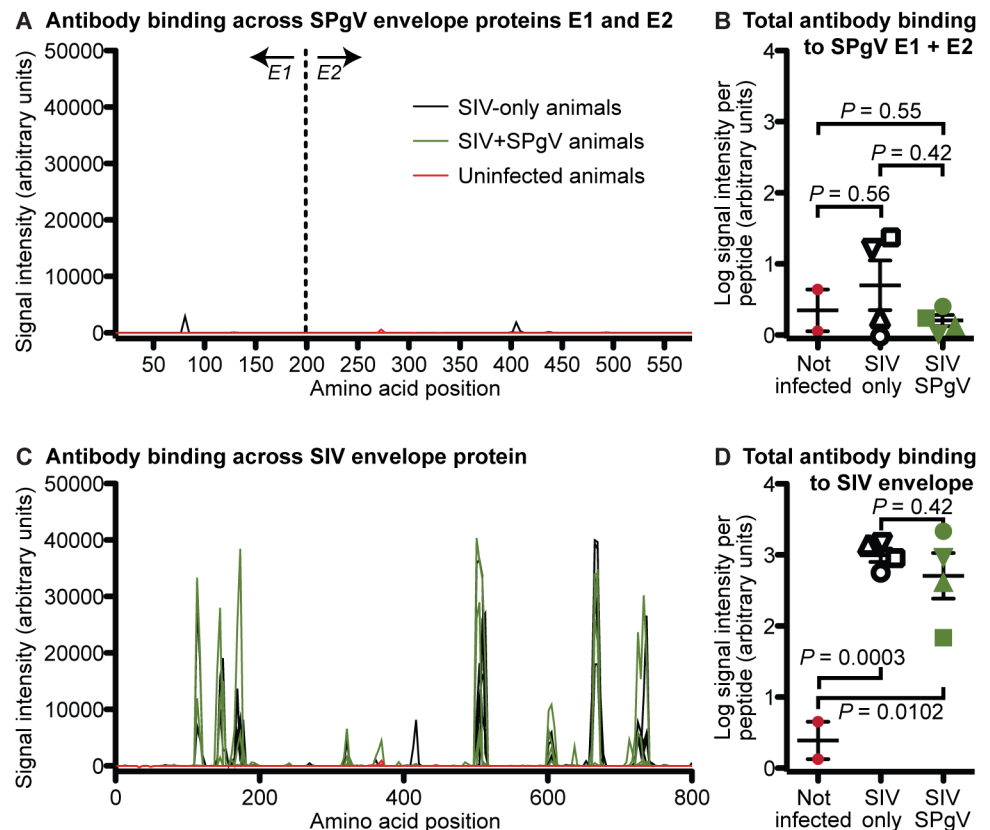 A Antibody binding across SPgV envelope proteins E1 and E2
Signal intensity (arbitrary units)
50000
40000
30000
20000
10000
0
E1 E2
SIV-only animals
SIV+SPgV animals
Uninfected animals
50 100 150 200 250 300 350 400 450 500 550
Amino acid position
B Total antibody binding
to SPgV E1 + E2
Log signal intensity per
peptide (arbitrary units)
4
3
2
1
0
P = 0.55
P = 0.42
P = 0.56
Not SIV SIV
infected only SPgV
C Antibody binding across SIV envelope protein
Signal intensity (arbitrary units)
50000
40000
30000
20000
10000
0
0 200 400 600 800
Amino acid position
D Total antibody binding
to SIV envelope
Log signal intensity per
peptide (arbitrary units)
4
3
2
1
0
P = 0.42
P = 0.0003
P = 0.0102
Not SIV SIV
infected only SPgV